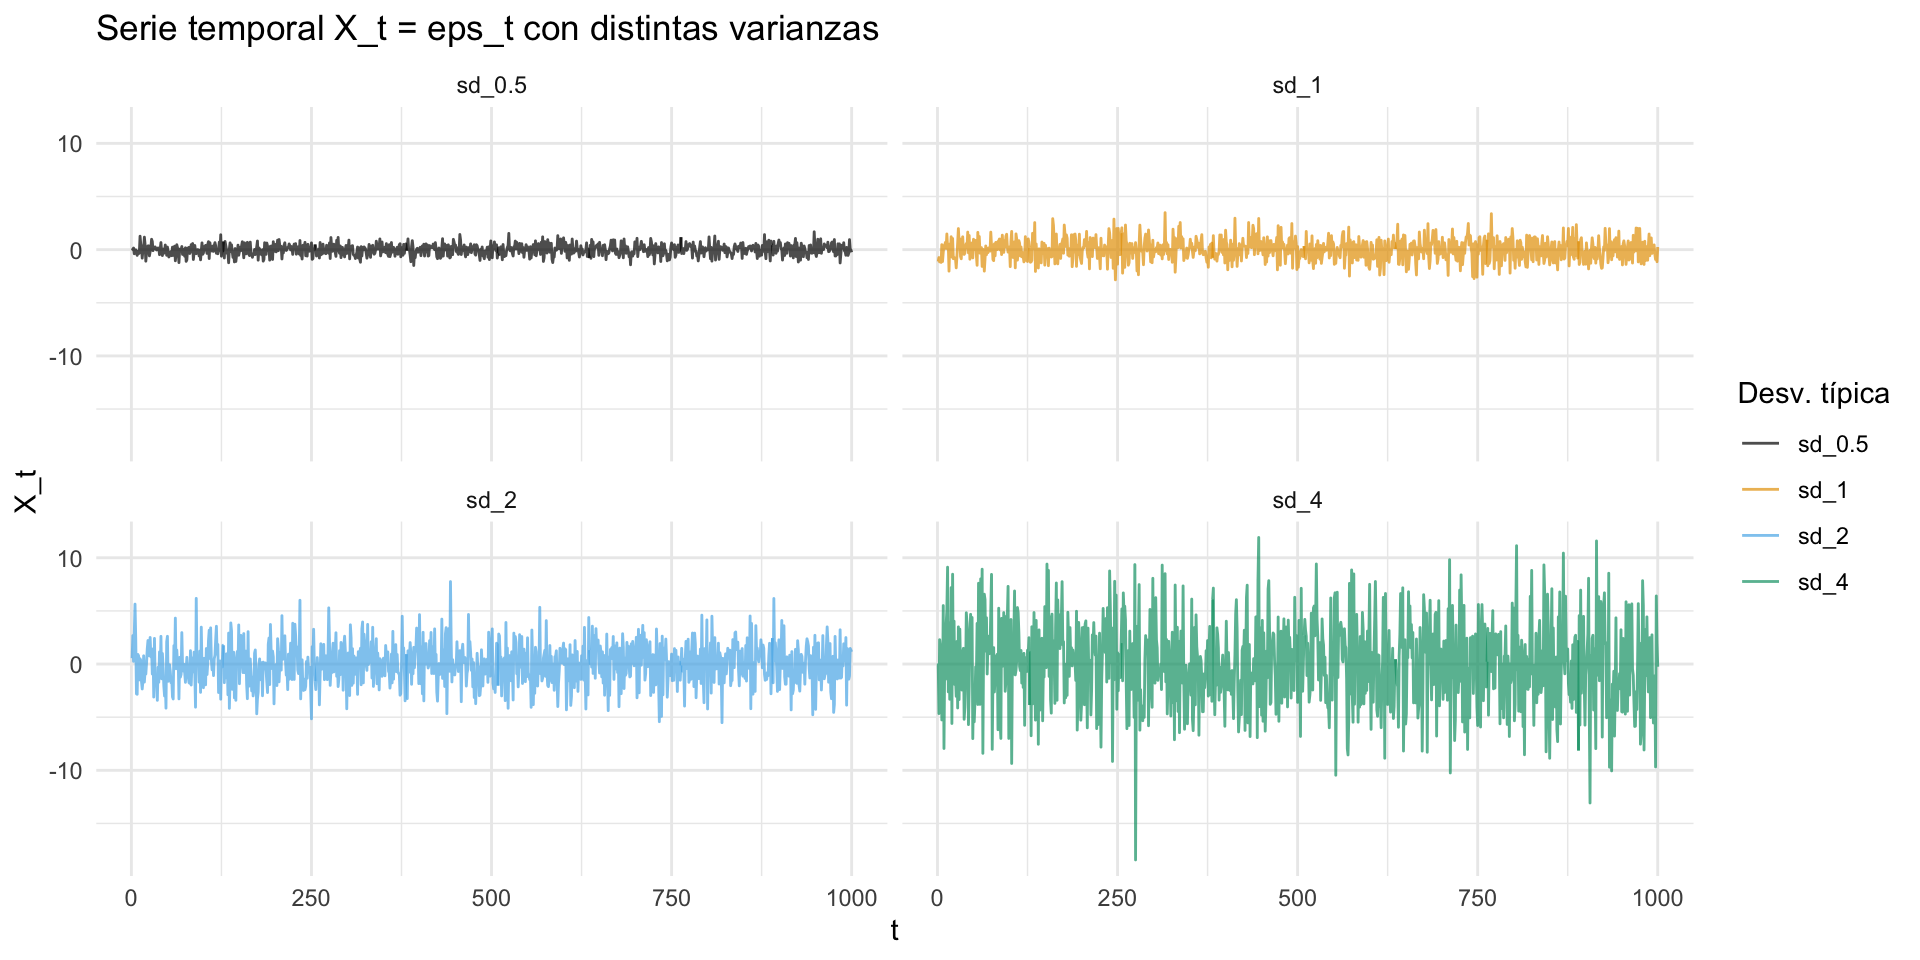 Serie temporal X_t = eps_t con distintas varianzas
sd_0.5
sd_1
10
0
-10
sd_2
sd_4
10
0
-10
0 250 500 750 1000
0 250 500 750 1000
t
X_t
Desv. típica
sd_0.5
sd_1
sd_2
sd_4